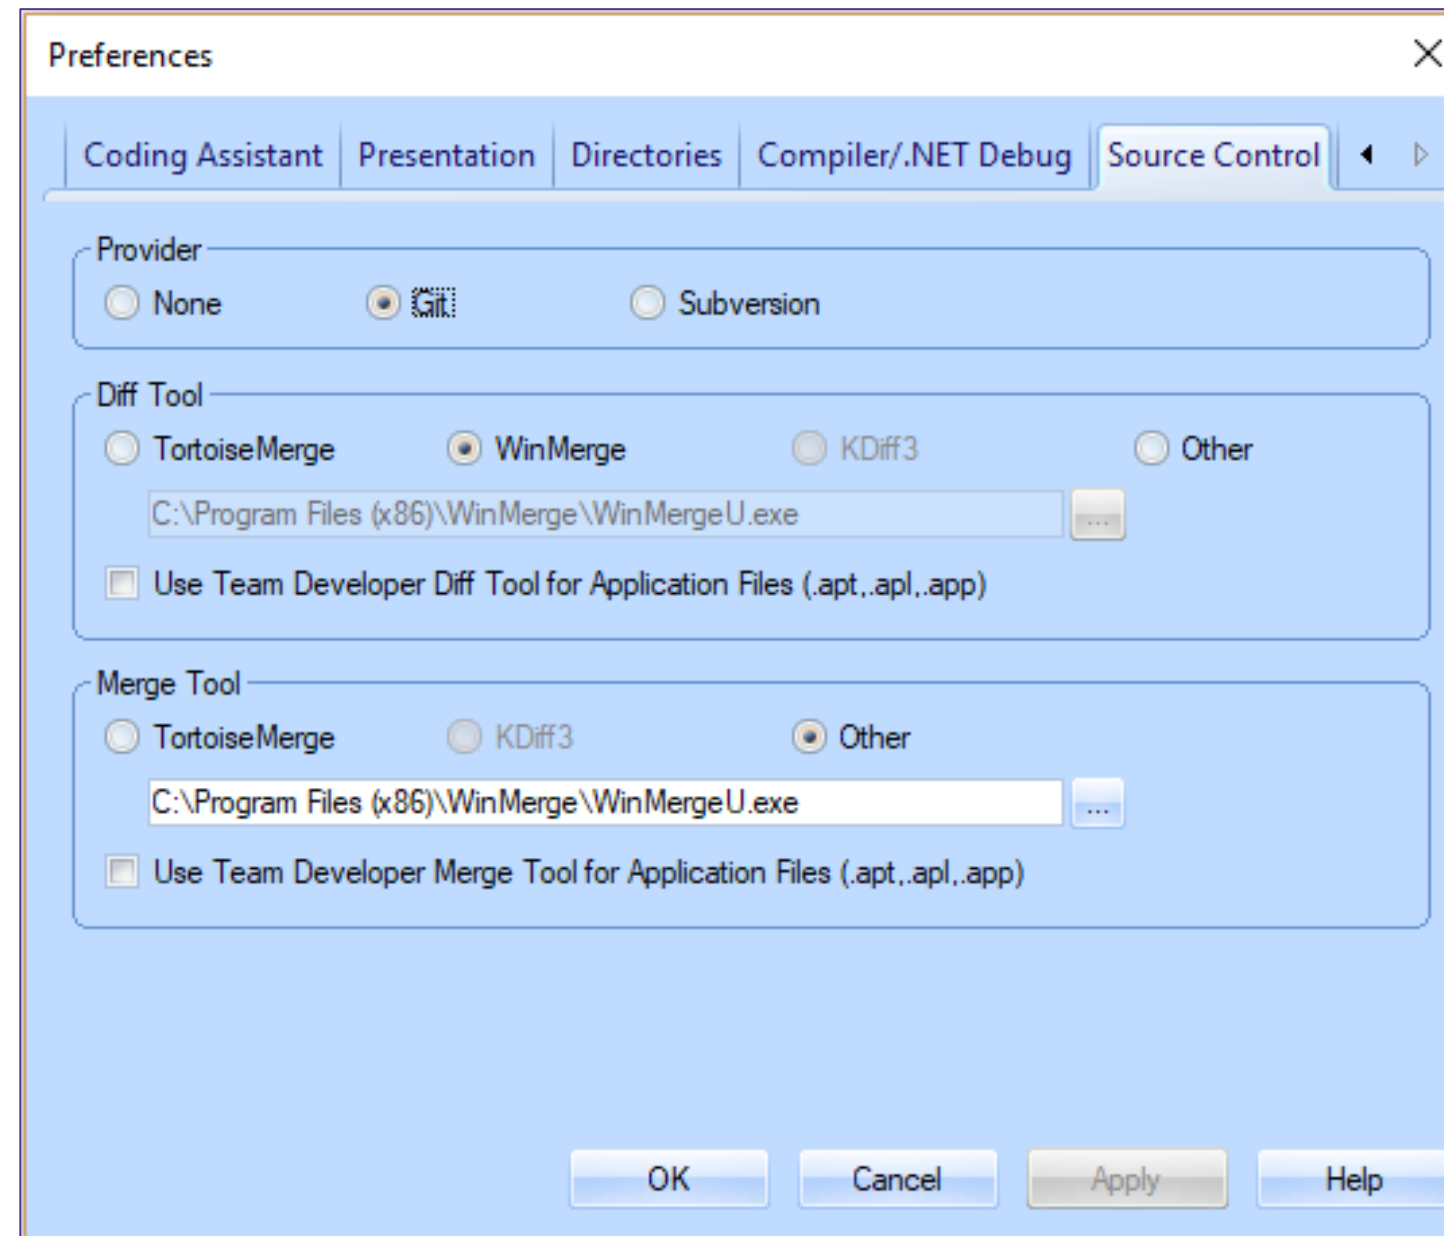 Preferences
Coding Assistant Presentation Directories Compiler/.NET Debug Source Control
Provider
None Git Subversion
Diff Tool
TortoiseMerge WinMerge KDiff3 Other
C:\Program Files (x86)\WinMerge\WinMergeU.exe ...
Use Team Developer Diff Tool for Application Files (.apt,.apl,.app)
Merge Tool
TortoiseMerge KDiff3 Other
C:\Program Files (x86)\WinMerge\WinMergeU.exe ...
Use Team Developer Merge Tool for Application Files (.apt,.apl,.app)
OK Cancel Apply Help